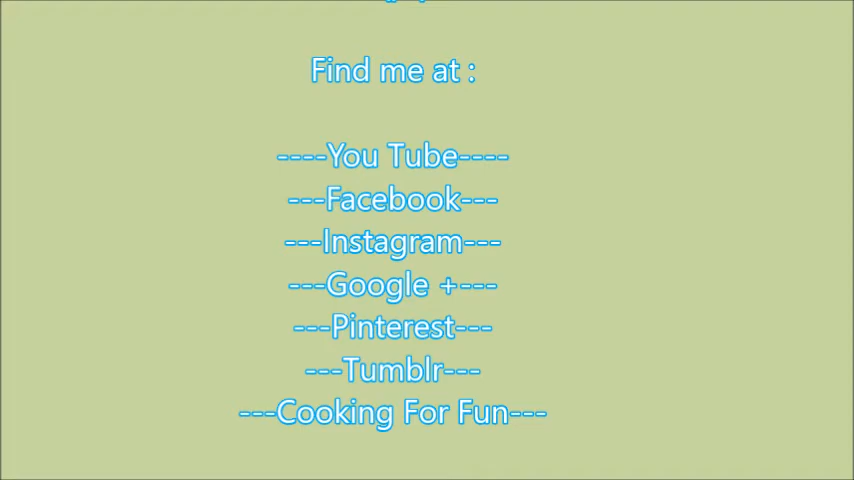 Find me at :
----You Tube----
---Facebook---
---Instagram---
---Google +---
---Pinterest---
---Tumblr---
---Cooking For Fun---